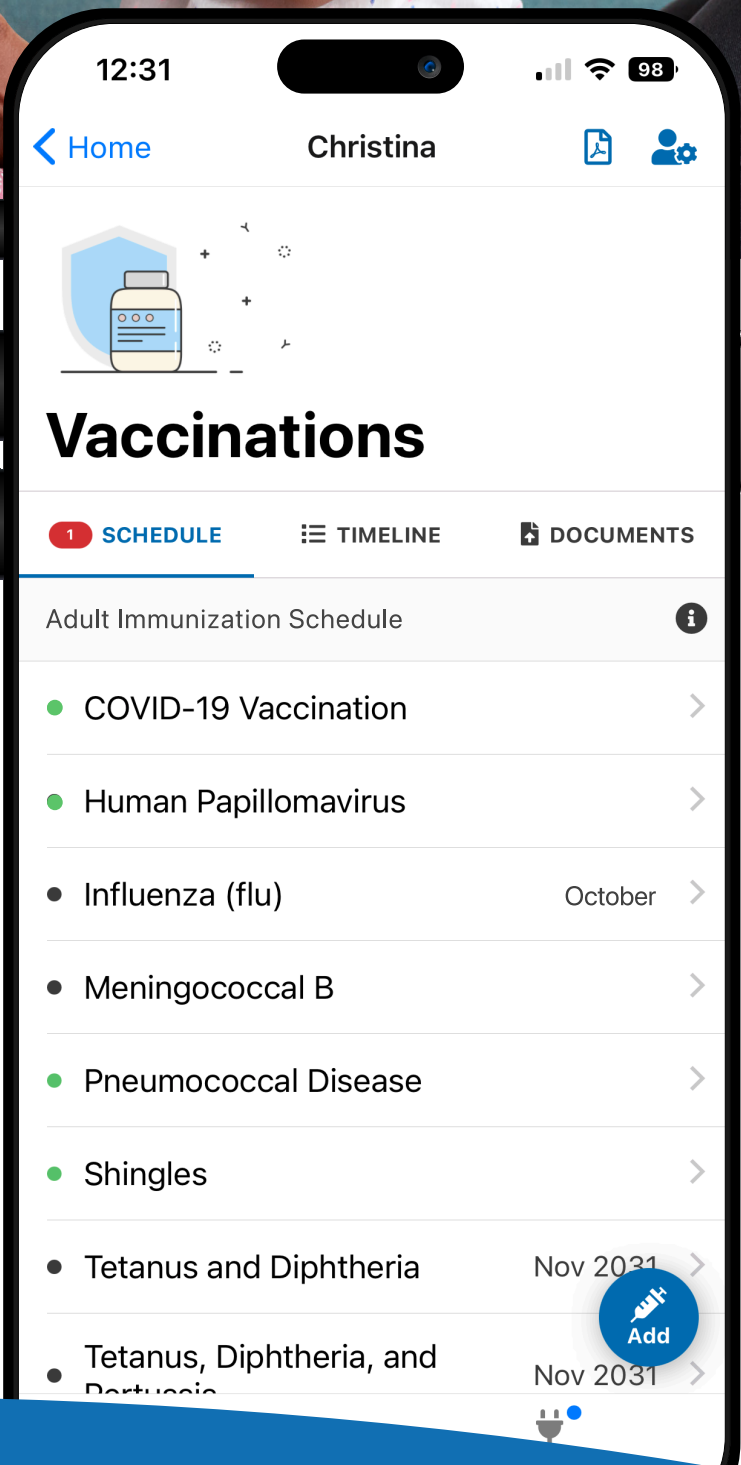 12:31
98
Home
Christina
Vaccinations
1 SCHEDULE
TIMELINE
DOCUMENTS
Adult Immunization Schedule
COVID-19 Vaccination
Human Papillomavirus
Influenza (flu) October
Meningococcal B
Pneumococcal Disease
Shingles
Tetanus and Diphtheria Nov 2031
Add
Tetanus, Diphtheria, and
Pertussis
Nov 2031